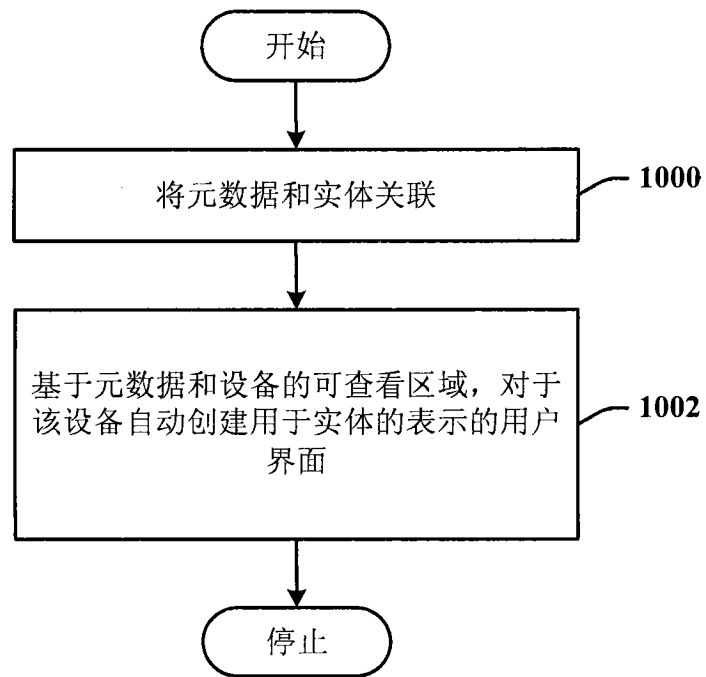 开始
将元数据和实体关联
1000
基于元数据和设备的可查看区域，对于
该设备自动创建用于实体的表示的用户
界面
1002
停止